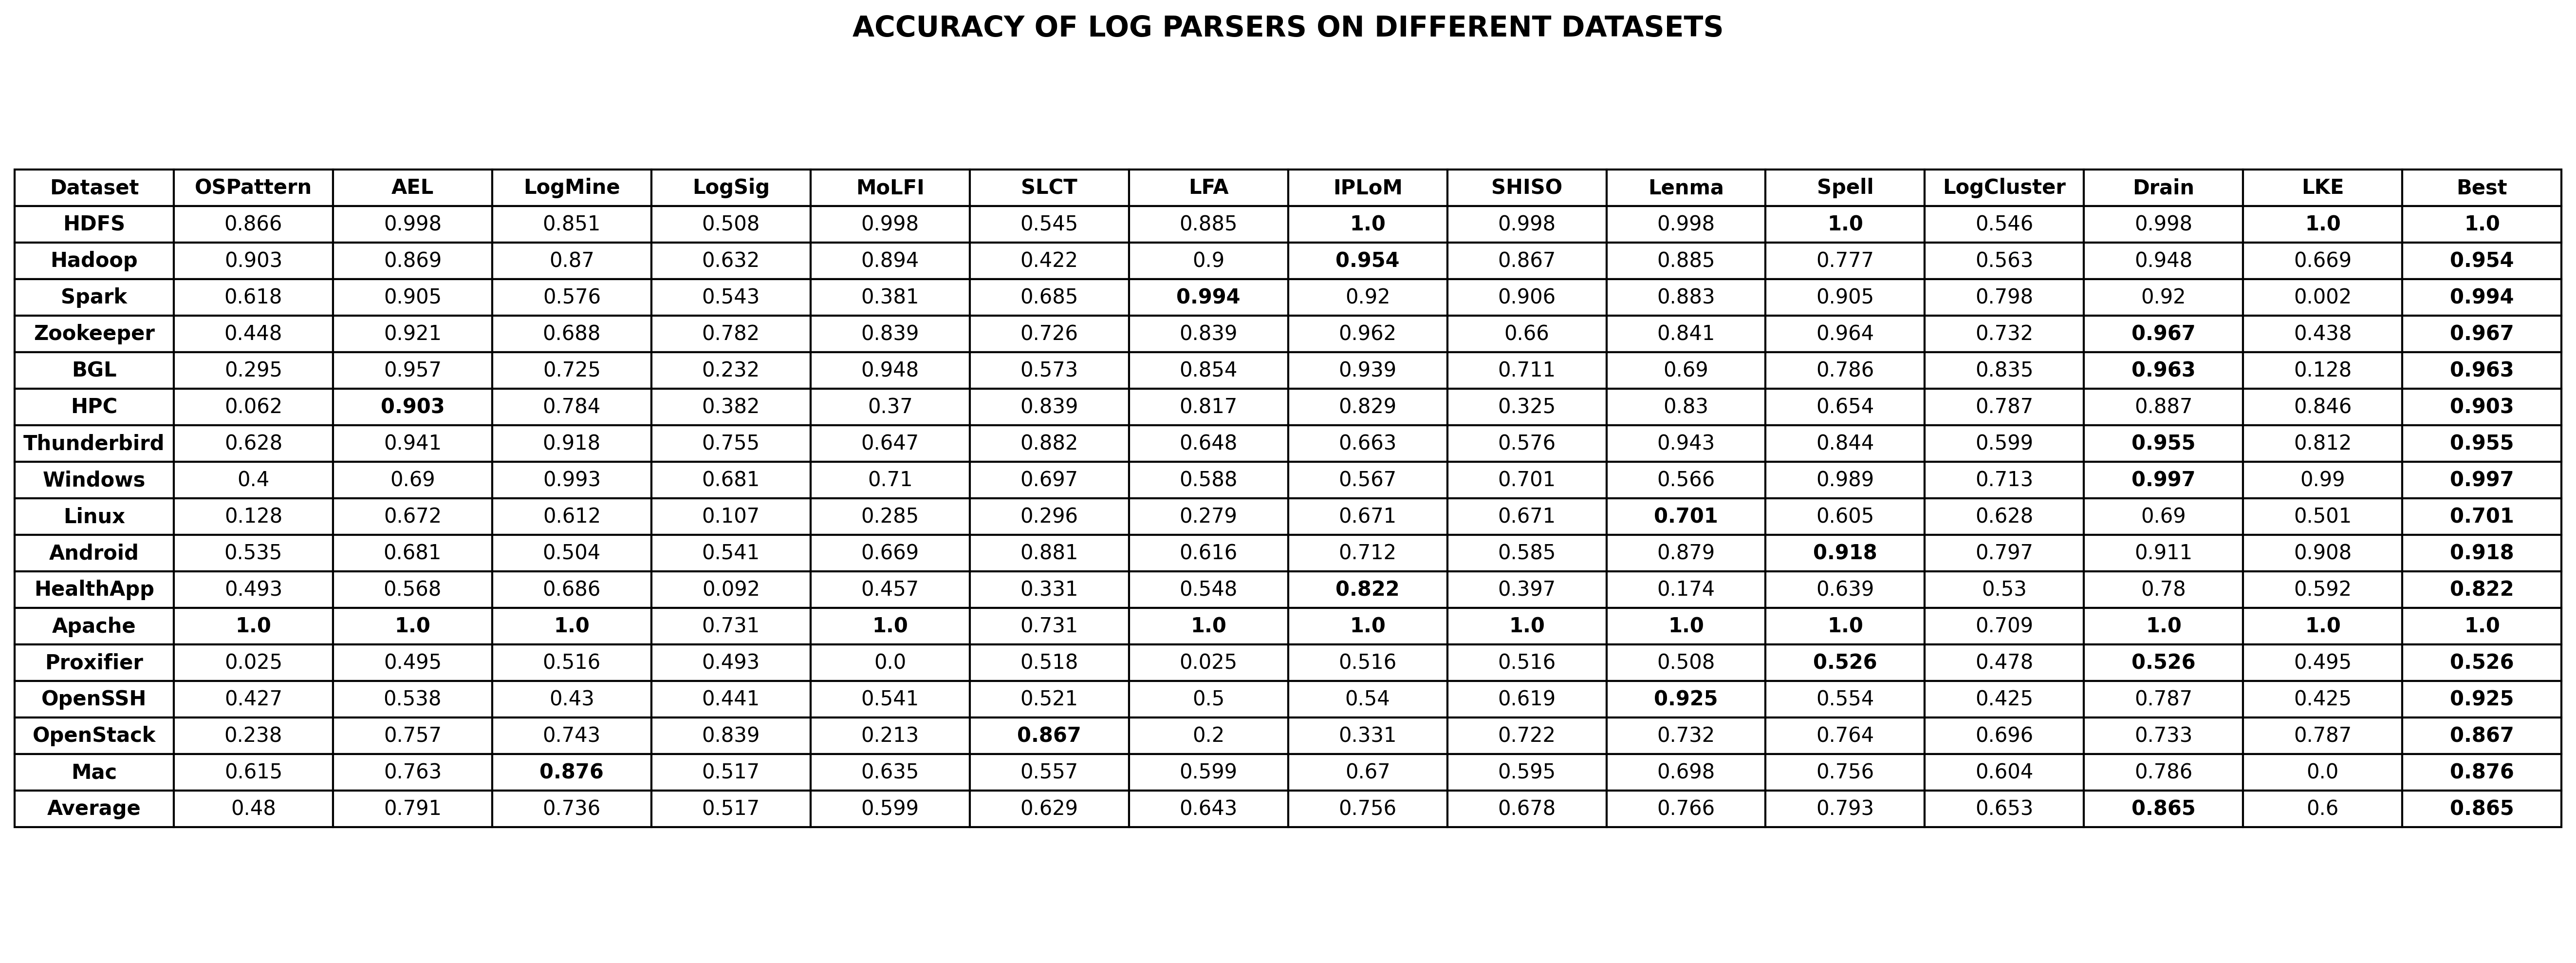 ACCURACY OF LOG PARSERS ON DIFFERENT DATASETS
Dataset OSPattern AEL LogMine LogSig MoLFI SLCT LFA IPLoM SHISO Lenma Spell LogCluster Drain LKE Best
HDFS 0.866 0.998 0.851 0.508 0.998 0.545 0.885 1.0 0.998 0.998 1.0 0.546 0.998 1.0 1.0
Hadoop 0.903 0.869 0.87 0.632 0.894 0.422 0.9 0.954 0.867 0.885 0.777 0.563 0.948 0.669 0.954
Spark 0.618 0.905 0.576 0.543 0.381 0.685 0.994 0.92 0.906 0.883 0.905 0.798 0.92 0.002 0.994
Zookeeper 0.448 0.921 0.688 0.782 0.839 0.726 0.839 0.962 0.66 0.841 0.964 0.732 0.967 0.438 0.967
BGL 0.295 0.957 0.725 0.232 0.948 0.573 0.854 0.939 0.711 0.69 0.786 0.835 0.963 0.128 0.963
HPC 0.062 0.903 0.784 0.382 0.37 0.839 0.817 0.829 0.325 0.83 0.654 0.787 0.887 0.846 0.903
Thunderbird 0.628 0.941 0.918 0.755 0.647 0.882 0.648 0.663 0.576 0.943 0.844 0.599 0.955 0.812 0.955
Windows 0.4 0.69 0.993 0.681 0.71 0.697 0.588 0.567 0.701 0.566 0.989 0.713 0.997 0.99 0.997
Linux 0.128 0.672 0.612 0.107 0.285 0.296 0.279 0.671 0.671 0.701 0.605 0.628 0.69 0.501 0.701
Android 0.535 0.681 0.504 0.541 0.669 0.881 0.616 0.712 0.585 0.879 0.918 0.797 0.911 0.908 0.918
HealthApp 0.493 0.568 0.686 0.092 0.457 0.331 0.548 0.822 0.397 0.174 0.639 0.53 0.78 0.592 0.822
Apache 1.0 1.0 1.0 0.731 1.0 0.731 1.0 1.0 1.0 1.0 1.0 0.709 1.0 1.0 1.0
Proxifier 0.025 0.495 0.516 0.493 0.0 0.518 0.025 0.516 0.516 0.508 0.526 0.478 0.526 0.495 0.526
OpenSSH 0.427 0.538 0.43 0.441 0.541 0.521 0.5 0.54 0.619 0.925 0.554 0.425 0.787 0.425 0.925
OpenStack 0.238 0.757 0.743 0.839 0.213 0.867 0.2 0.331 0.722 0.732 0.764 0.696 0.733 0.787 0.867
Mac 0.615 0.763 0.876 0.517 0.635 0.557 0.599 0.67 0.595 0.698 0.756 0.604 0.786 0.0 0.876
Average 0.48 0.791 0.736 0.517 0.599 0.629 0.643 0.756 0.678 0.766 0.793 0.653 0.865 0.6 0.865